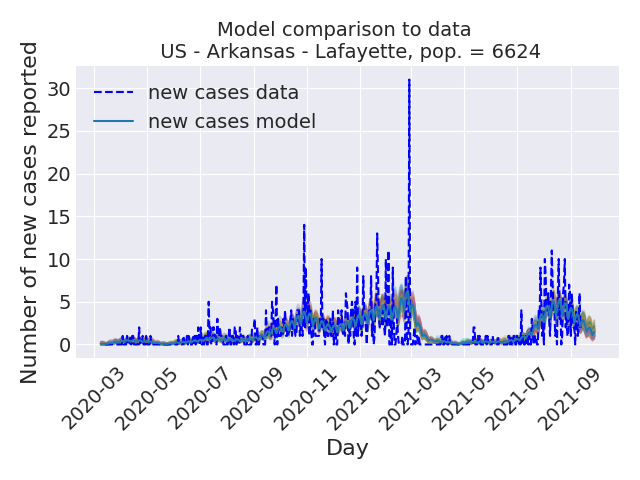 Model comparison to data
US - Arkansas - Lafayette, pop. = 6624
Number of new cases reported
30
25
20
15
10
5
0
new cases data
new cases model
2020-03
2020-05
2020-07
2020-09
2020-11
2021-01
2021-03
2021-05
2021-07
2021-09
Day